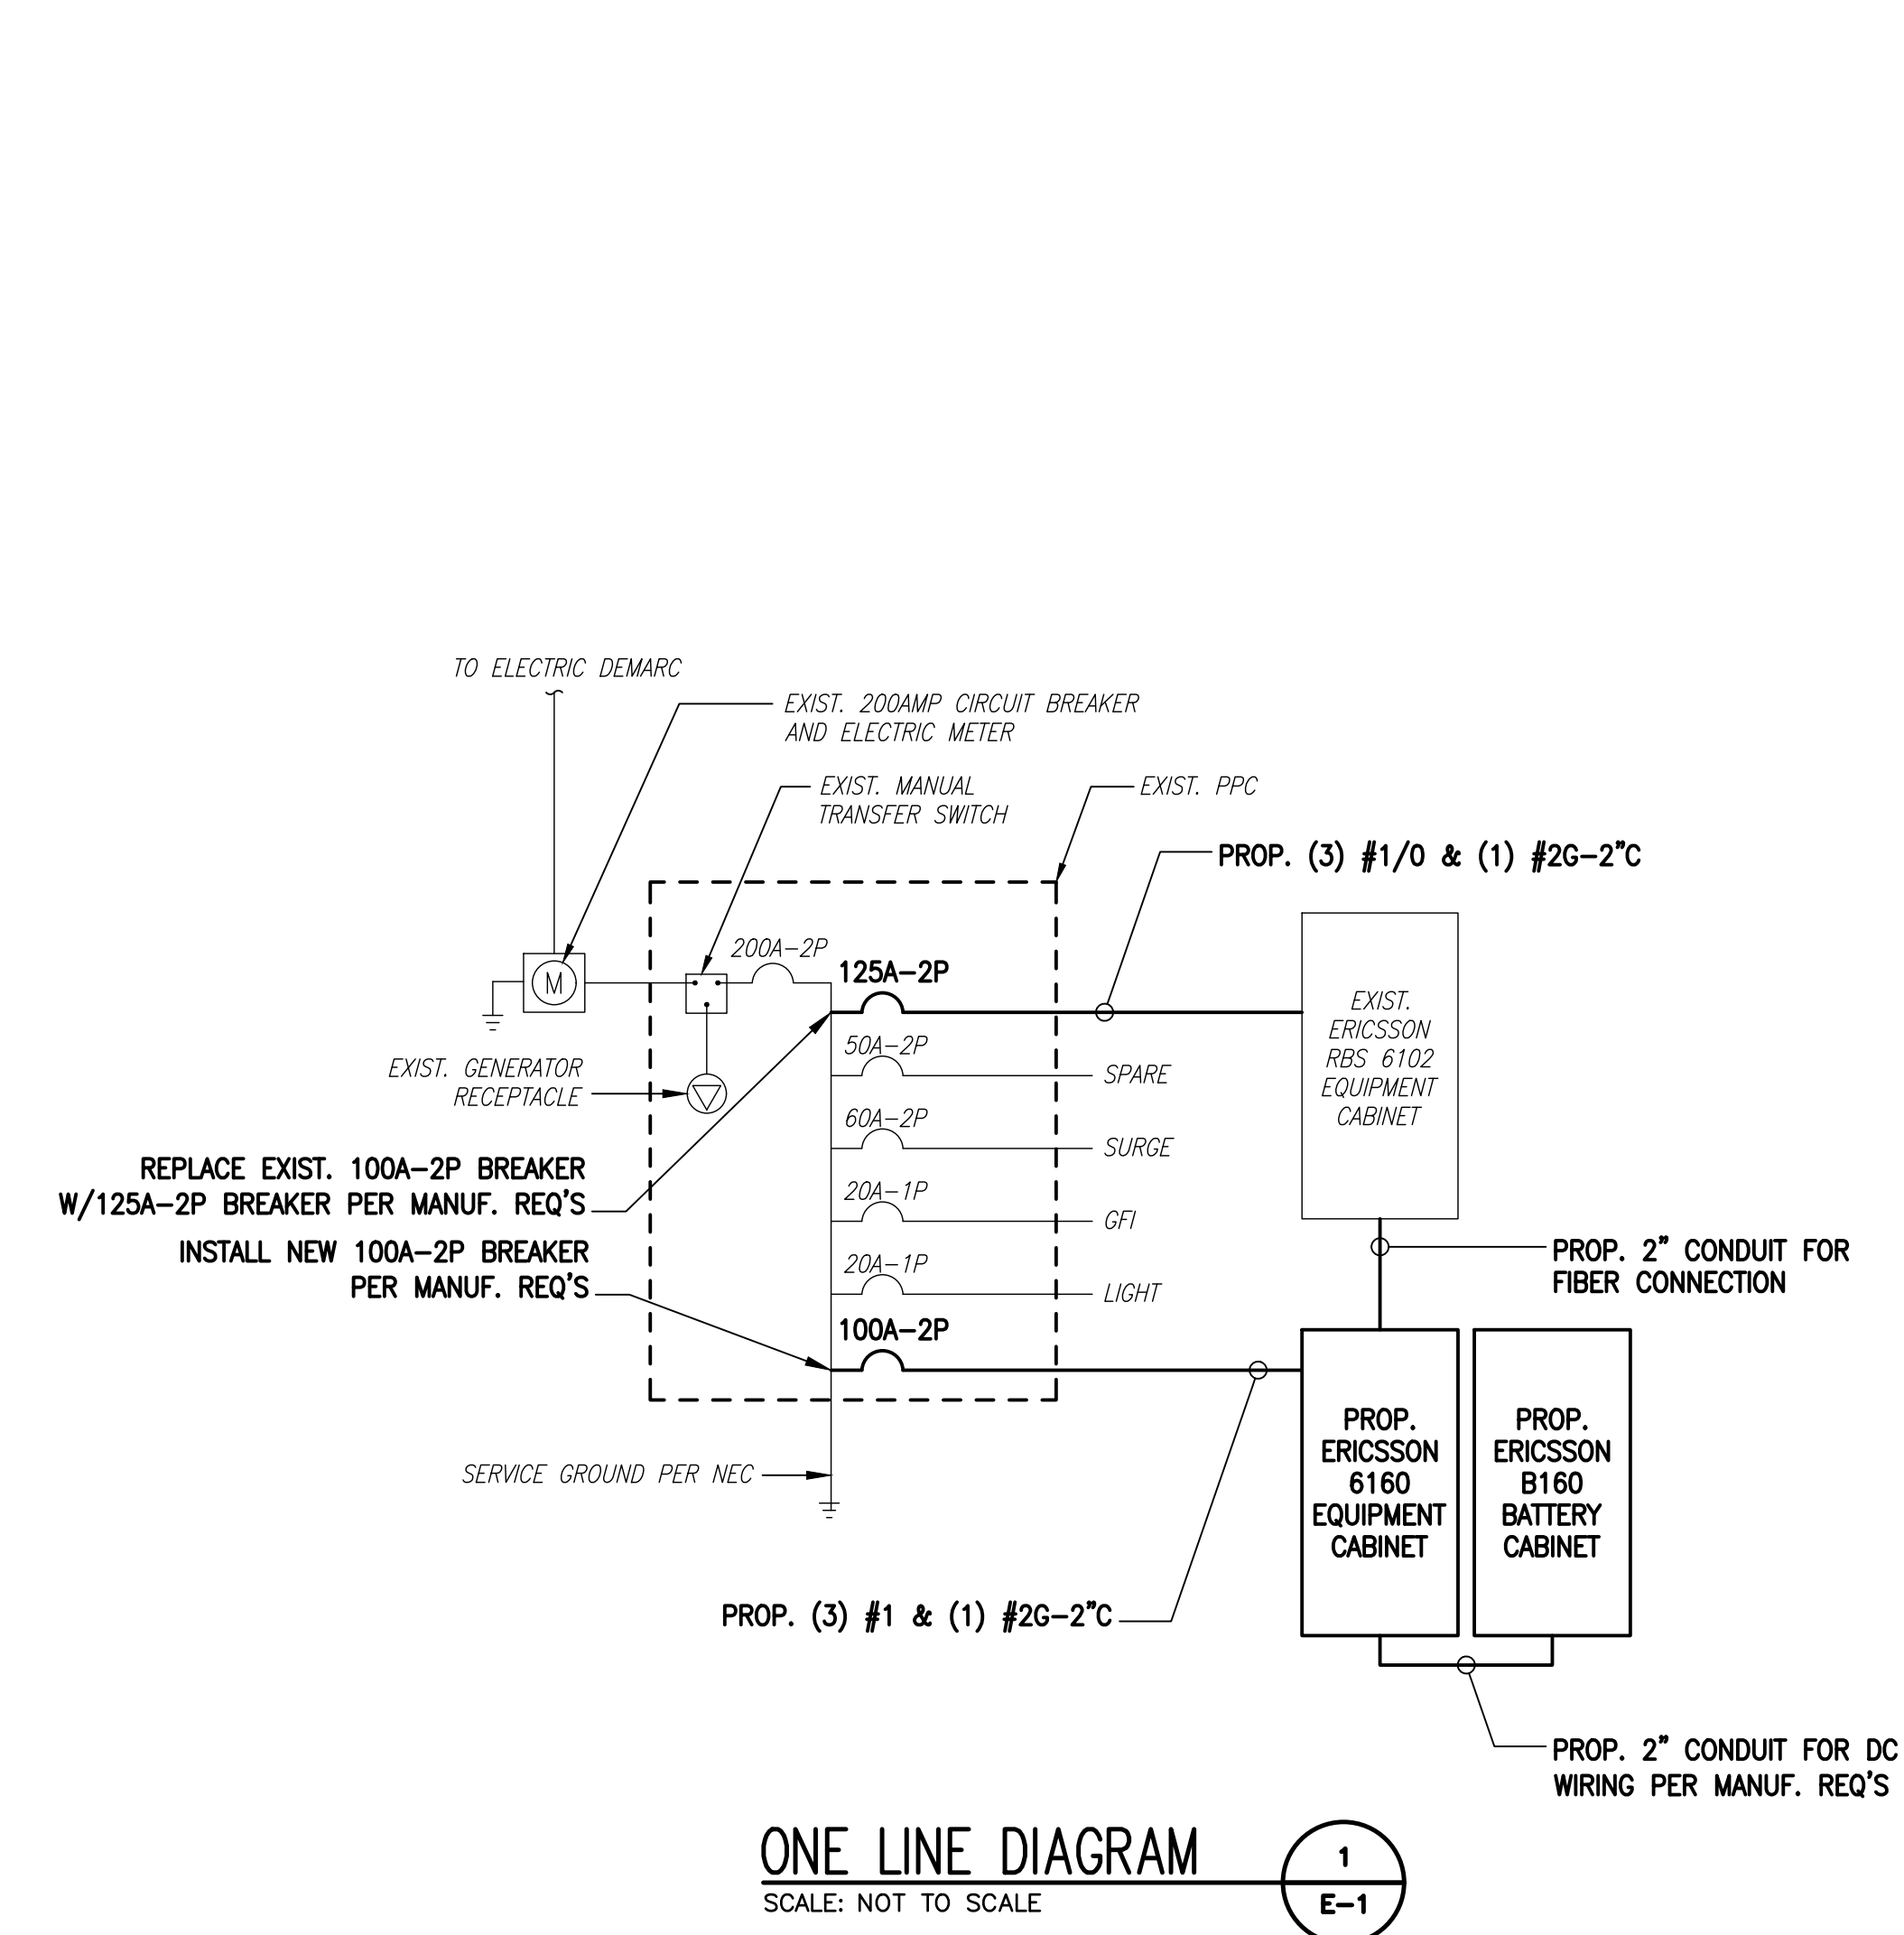 TO ELECTRIC DEMARC
EXIST. 200AMP CIRCUIT BREAKER
AND ELECTRIC METER
EXIST. MANUAL
TRANSFER SWITCH
EXIST. PPC
PROP. (3) #1/0 & (1) #2G-2"C
200A-2P
125A-2P
M
EXIST.
ERICSSON
RBS 6102
EQUIPMENT
CABINET
50A-2P
SPARE
EXIST. GENERATOR
RECEPTACLE
60A-2P
SURGE
REPLACE EXIST. 100A-2P BREAKER
W/125A-2P BREAKER PER MANUF. REQ'S
20A-1P
GFI
INSTALL NEW 100A-2P BREAKER
PER MANUF. REQ'S
20A-1P
LIGHT
PROP. 2" CONDUIT FOR
FIBER CONNECTION
100A-2P
PROP.
ERICSSON
6160
EQUIPMENT
CABINET
PROP.
ERICSSON
B160
BATTERY
CABINET
SERVICE GROUND PER NEC
PROP. (3) #1 & (1) #2G-2"C
PROP. 2" CONDUIT FOR DC
WIRING PER MANUF. REQ'S
ONE LINE DIAGRAM
SCALE: NOT TO SCALE
1
E-1